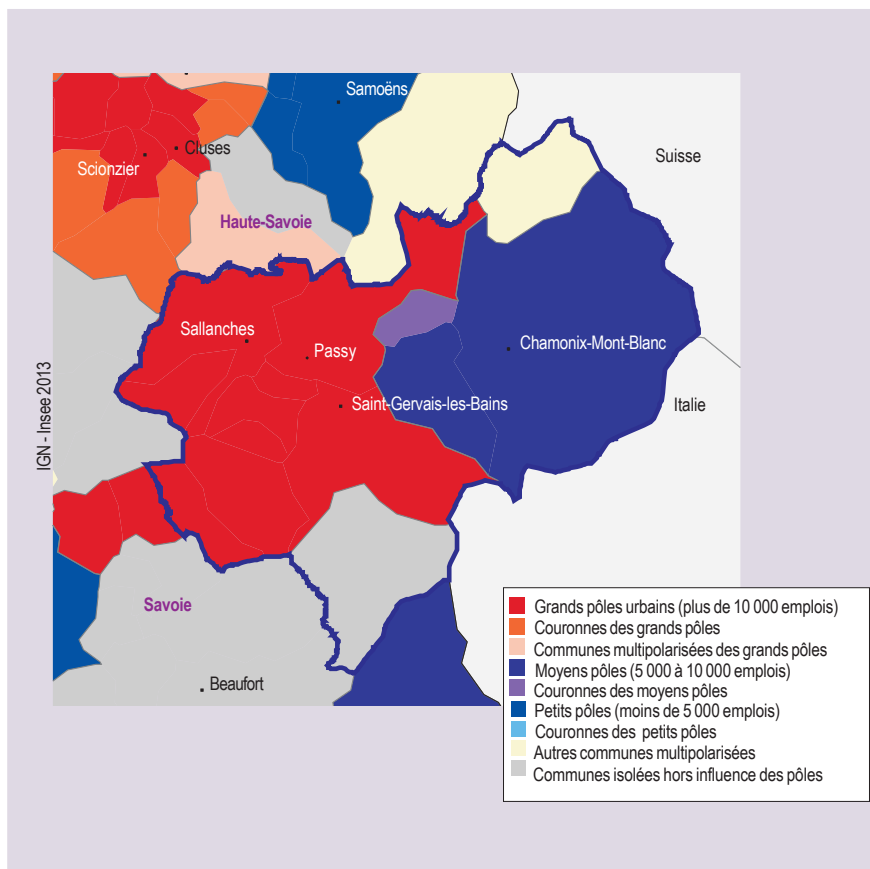 Samoëns
Cluses
Suisse
Scionzier
Haute-Savoie
Sallanches
Passy
Chamonix-Mont-Blanc
Saint-Gervais-les-Bains
Italie
IGN - Insee 2013
Savoie
Beaufort
Grands pôles urbains (plus de 10 000 emplois)
Couronnes des grands pôles
Communes multipolarisées des grands pôles
Moyens pôles (5 000 à 10 000 emplois)
Couronnes des moyens pôles
Petits pôles (moins de 5 000 emplois)
Couronnes des petits pôles
Autres communes multipolarisées
Communes isolées hors influence des pôles